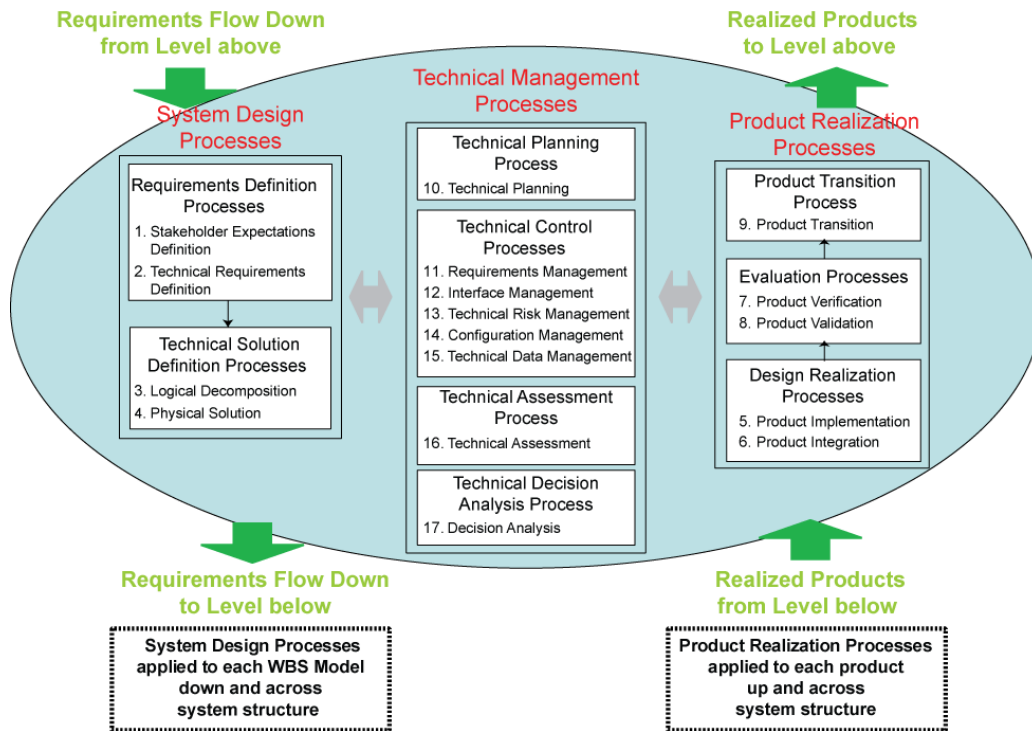 Requirements Flow Down
from Level above
Realized Products
to Level above
System Design
Processes
Requirements Definition
Processes
1. Stakeholder Expectations
Definition
2. Technical Requirements
Definition
Technical Solution
Definition Processes
3. Logical Decomposition
4. Physical Solution
Technical Management
Processes
Technical Planning
Process
10. Technical Planning
Technical Control
Processes
11. Requirements Management
12. Interface Management
13. Technical Risk Management
14. Configuration Management
15. Technical Data Management
Technical Assessment
Process
16. Technical Assessment
Technical Decision
Analysis Process
17. Decision Analysis
Product Realization
Processes
Product Transition
Process
9. Product Transition
Evaluation Processes
7. Product Verification
8. Product Validation
Design Realization
Processes
5. Product Implementation
6. Product Integration
Requirements Flow Down
to Level below
System Design Processes
applied to each WBS Model
down and across
system structure
Realized Products
from Level below
Product Realization Processes
applied to each product
up and across
system structure